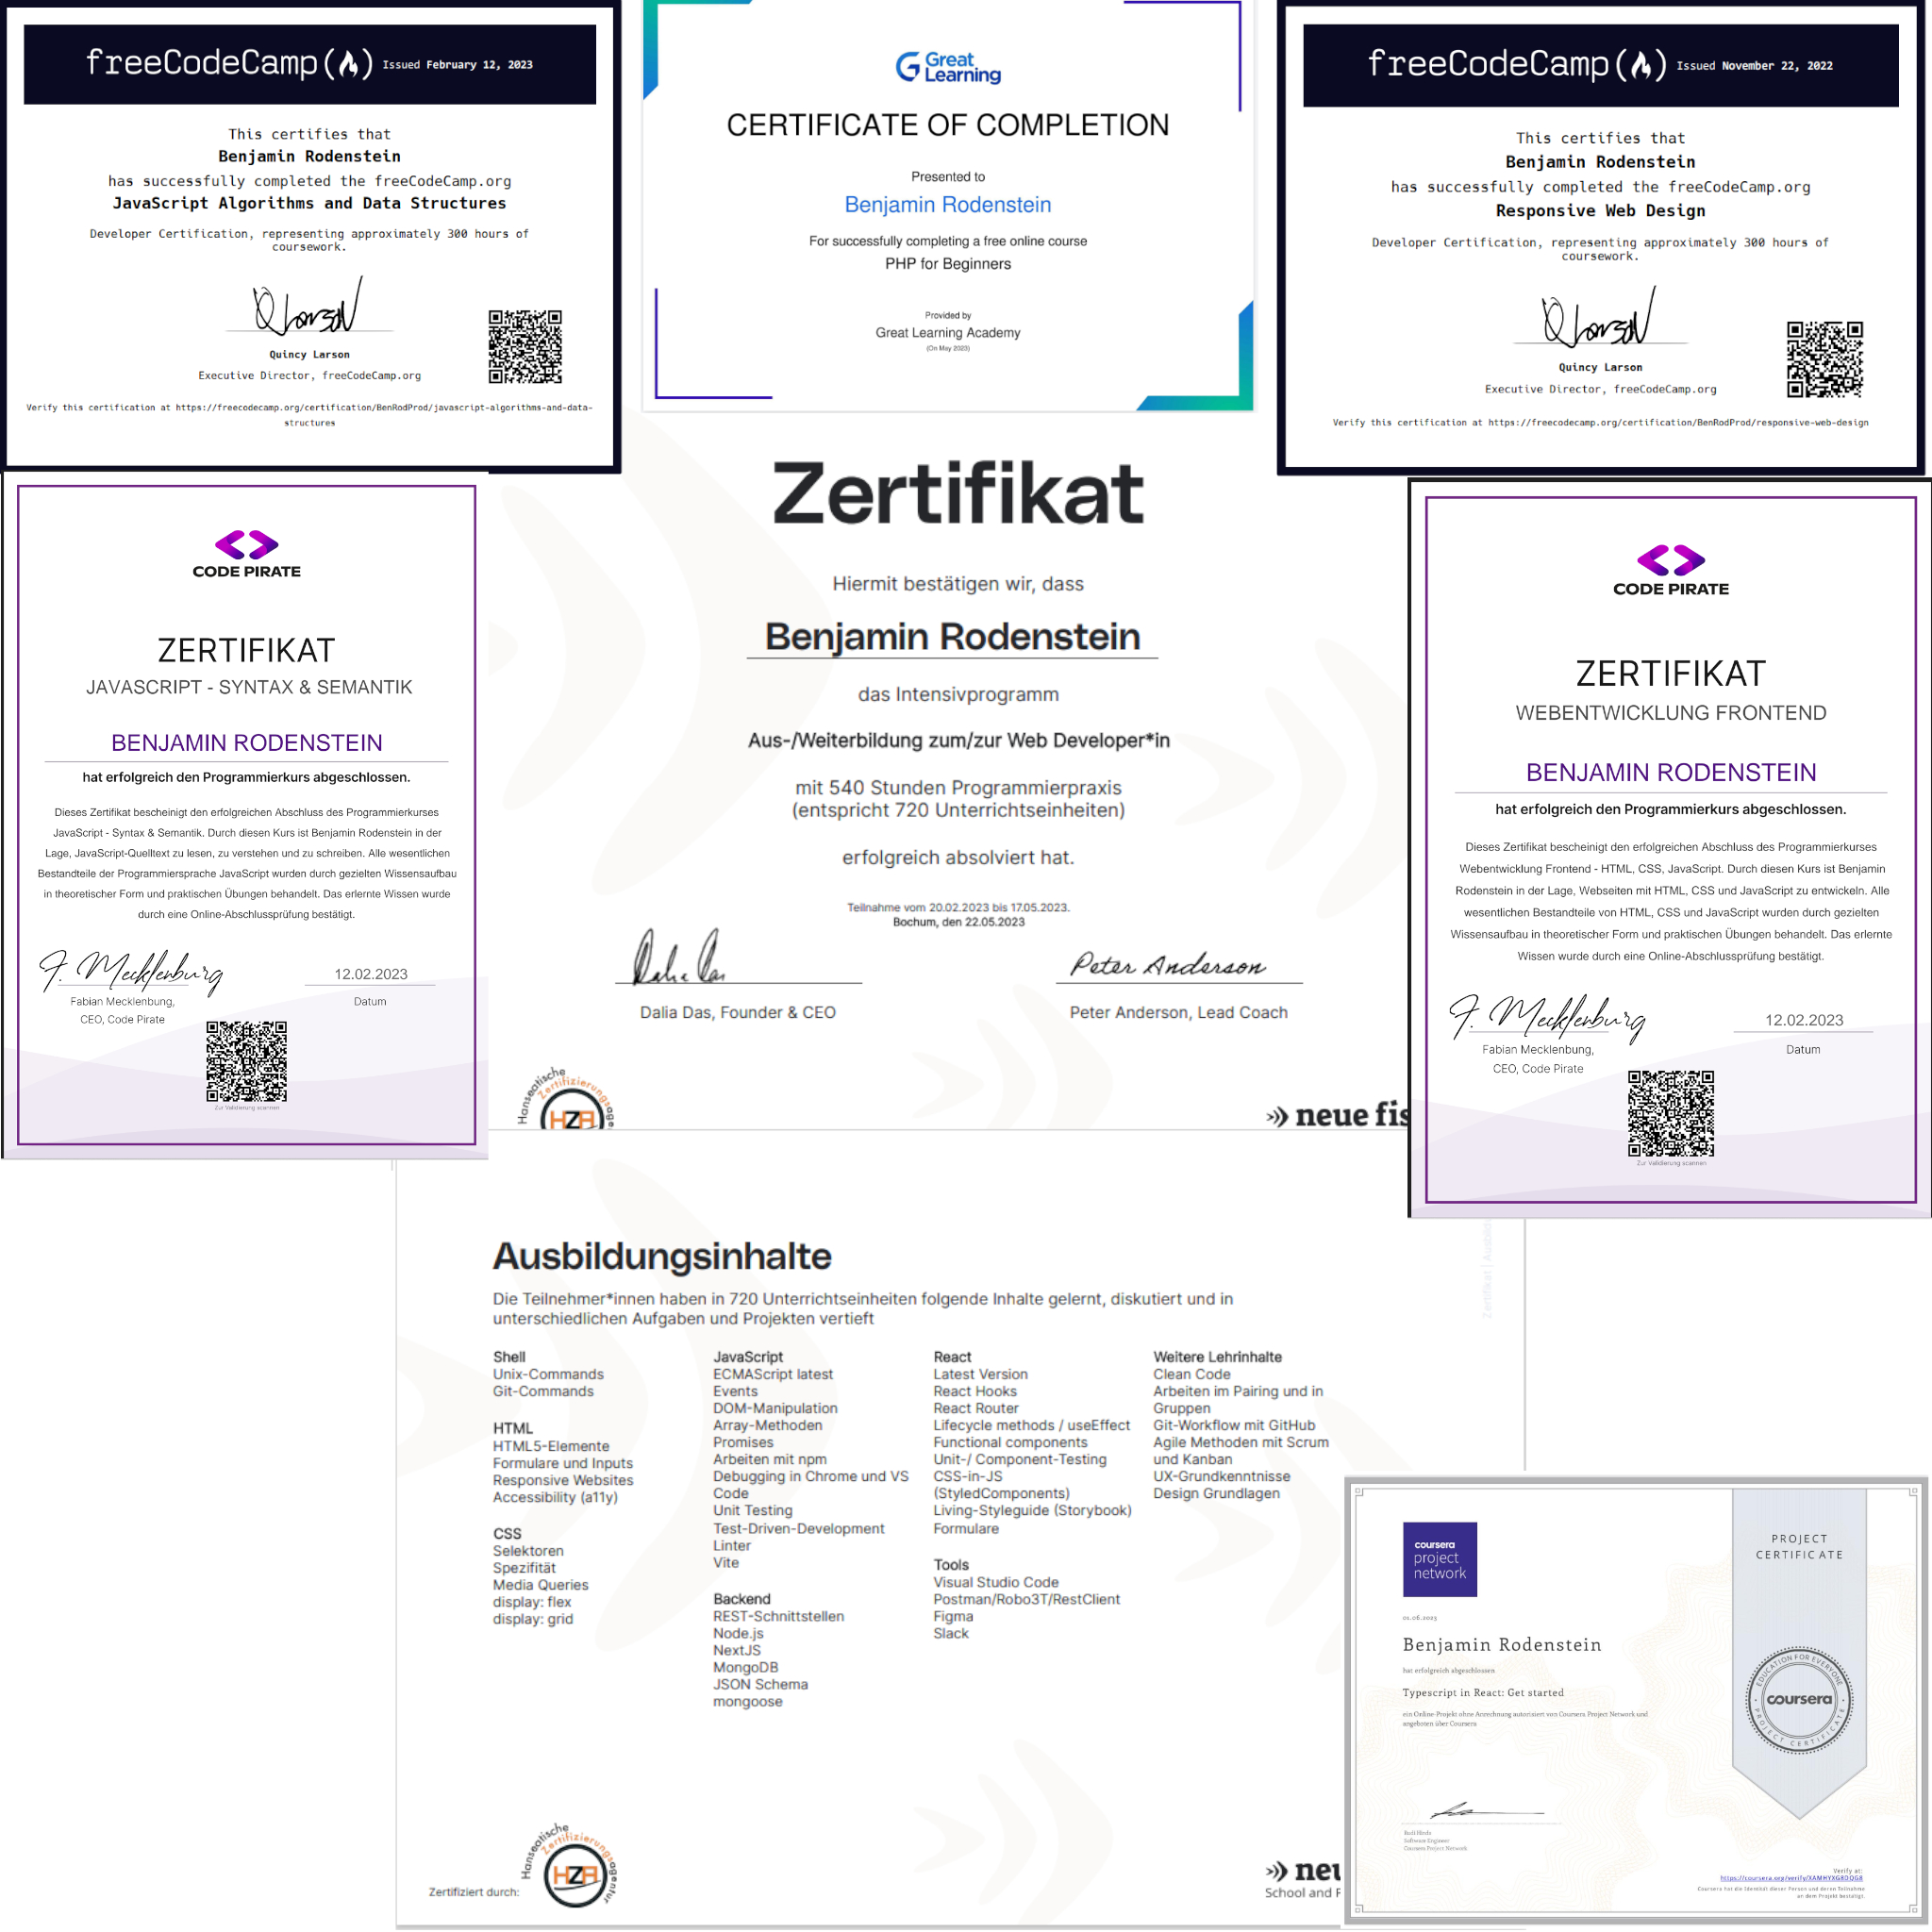 freeCodeCamp(🔥) Issued February 12, 2023
This certifies that
Benjamin Rodenstein
has successfully completed the freeCodeCamp.org
JavaScript Algorithms and Data Structures
Developer Certification, representing approximately 300 hours of
coursework.
Quincy Larson
Executive Director, freeCodeCamp.org
Verify this certification at https://freecodecamp.org/certification/BenRodProd/javascript-algorithms-and-data-
structures
Great
Learning
CERTIFICATE OF COMPLETION
Presented to
Benjamin Rodenstein
For successfully completing a free online course
PHP for Beginners
Provided by
Great Learning Academy
(On May 2023)
freeCodeCamp(🔥) Issued November 22, 2022
This certifies that
Benjamin Rodenstein
has successfully completed the freeCodeCamp.org
Responsive Web Design
Developer Certification, representing approximately 300 hours of
coursework.
Quincy Larson
Executive Director, freeCodeCamp.org
Verify this certification at https://freecodecamp.org/certification/BenRodProd/responsive-web-design
CODE PIRATE
ZERTIFIKAT
JAVASCRIPT - SYNTAX & SEMANTIK
BENJAMIN RODENSTEIN
hat erfolgreich den Programmierkurs abgeschlossen.
Dieses Zertifikat bescheinigt den erfolgreichen Abschluss des Programmierkurses
JavaScript - Syntax & Semantik. Durch diesen Kurs ist Benjamin Rodenstein in der
Lage, JavaScript-Quelltext zu lesen, zu verstehen und zu schreiben. Alle wesentlichen
Bestandteile der Programmiersprache JavaScript wurden durch gezielten Wissensaufbau
in theoretischer Form und praktischen Übungen behandelt. Das erlernte Wissen wurde
durch eine Online-Abschlussprüfung bestätigt.
F. Mecklenburg
12.02.2023
Fabian Mecklenburg,
CEO, Code Pirate
Datum
Zur Validierung scannen
Zertifikat
Hiermit bestätigen wir, dass
Benjamin Rodenstein
das Intensivprogramm
Aus-/Weiterbildung zum/zur Web Developer*in
mit 540 Stunden Programmierpraxis
(entspricht 720 Unterrichtseinheiten)
erfolgreich absolviert hat.
Teilnahme vom 20.02.2023 bis 17.05.2023.
Bochum, den 22.05.2023
Peter Anderson
Dalia Das, Founder & CEO
Peter Anderson, Lead Coach
Hanseatische
Zertifizierungsage
HZA
neue fis
CODE PIRATE
ZERTIFIKAT
WEBENTWICKLUNG FRONTEND
BENJAMIN RODENSTEIN
hat erfolgreich den Programmierkurs abgeschlossen.
Dieses Zertifikat bescheinigt den erfolgreichen Abschluss des Programmierkurses
Webentwicklung Frontend - HTML, CSS, JavaScript. Durch diesen Kurs ist Benjamin
Rodenstein in der Lage, Webseiten mit HTML, CSS und JavaScript zu entwickeln. Alle
wesentlichen Bestandteile von HTML, CSS und JavaScript wurden durch gezielten
Wissensaufbau in theoretischer Form und praktischen Übungen behandelt. Das erlernte
Wissen wurde durch eine Online-Abschlussprüfung bestätigt.
F. Mecklenburg
12.02.2023
Fabian Mecklenburg,
CEO, Code Pirate
Datum
Zur Validierung scannen
Zertifikat | Ausbild
Ausbildungsinhalte
Die Teilnehmer*innen haben in 720 Unterrichtseinheiten folgende Inhalte gelernt, diskutiert und in
unterschiedlichen Aufgaben und Projekten vertieft
Shell
Unix-Commands
Git-Commands
HTML
HTML5-Elemente
Formulare und Inputs
Responsive Websites
Accessibility (a11y)
CSS
Selektoren
Spezifität
Media Queries
display: flex
display: grid
JavaScript
ECMAScript latest
Events
DOM-Manipulation
Array-Methoden
Promises
Arbeiten mit npm
Debugging in Chrome und VS
Code
Unit Testing
Test-Driven-Development
Linter
Vite
Backend
REST-Schnittstellen
Node.js
NextJS
MongoDB
JSON Schema
mongoose
React
Latest Version
React Hooks
React Router
Lifecycle methods / useEffect
Functional components
Unit-/ Component-Testing
CSS-in-JS
(StyledComponents)
Living-Styleguide (Storybook)
Formulare
Tools
Visual Studio Code
Postman/Robo3T/RestClient
Figma
Slack
Weitere Lehrinhalte
Clean Code
Arbeiten im Pairing und in
Gruppen
Git-Workflow mit GitHub
Agile Methoden mit Scrum
und Kanban
UX-Grundkenntnisse
Design Grundlagen
Zertifiziert durch:
Hanseatische
Zertifizierungsagentur
HZA
neu
School and F
coursera
project
network
PROJECT
CERTIFICATE
01.06.2023
Benjamin Rodenstein
hat erfolgreich abgeschlossen
Typescript in React: Get started
ein Online-Projekt ohne Anrechnung autorisiert von Coursera Project Network und
angeboten über Coursera
EDUCATION FOR EVERYONE
coursera
PROJECT CERTIFICATE
Software Engineer
Coursera Project Network
Verify at:
https://coursera.org/verify/XAMHYXG8DQG8
Coursera hat die Identität dieser Person und deren Teilnahme
an dem Projekt bestätigt.